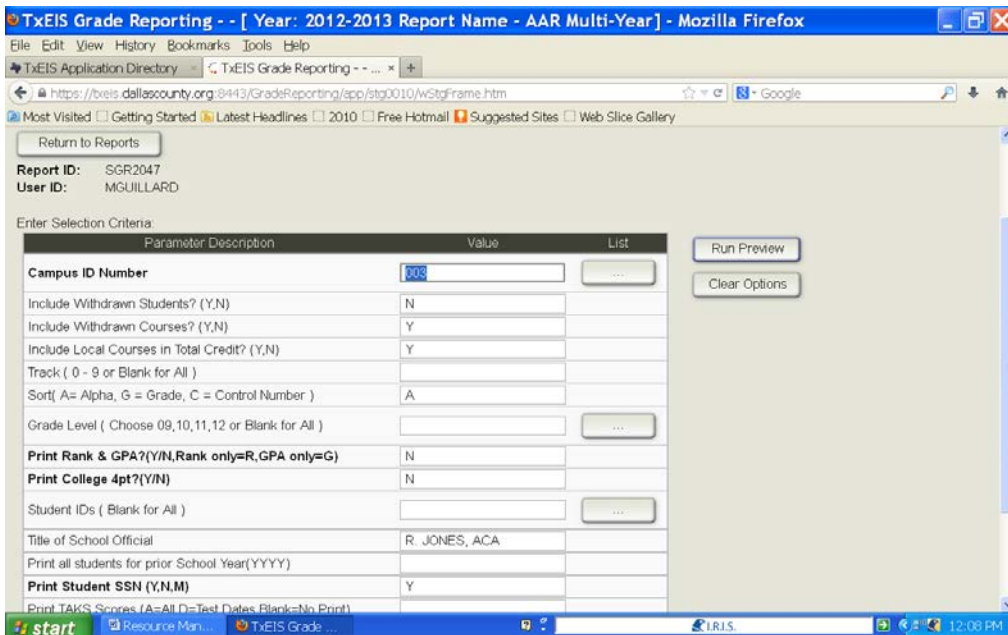 TxEIS Grade Reporting - - [ Year: 2012-2013 Report Name - AAR Multi-Year] - Mozilla Firefox
File Edit View History Bookmarks Tools Help
TxEIS Application Directory × TxEIS Grade Reporting - - ... × +
https://txeis.dallascounty.org:8443/GradeReporting/app/stg0010/wStgFrame.htm Google
Most Visited Getting Started Latest Headlines 2010 Free Hotmail Suggested Sites Web Slice Gallery
Return to Reports
Report ID: SGR2047
User ID: MGUILLARD
Enter Selection Criteria:
Parameter Description Value List
Run Preview
Campus ID Number 003 ...
Clear Options
Include Withdrawn Students? (Y,N) N
Include Withdrawn Courses? (Y,N) Y
Include Local Courses in Total Credit? (Y,N) Y
Track ( 0 - 9 or Blank for All )
Sort( A= Alpha, G = Grade, C = Control Number ) A
Grade Level ( Choose 09,10,11,12 or Blank for All ) ...
Print Rank & GPA?(Y/N,Rank only=R,GPA only=G) N
Print College 4pt?(Y/N) N
Student IDs ( Blank for All ) ...
Title of School Official R. JONES, ACA
Print all students for prior School Year(YYYY)
Print Student SSN (Y,N,M) Y
Print TAKS Scores (A=All D=Test Dates Blank=No Print)
start Resource Man... TxEIS Grade ... I.R.I.S. 12:08 PM